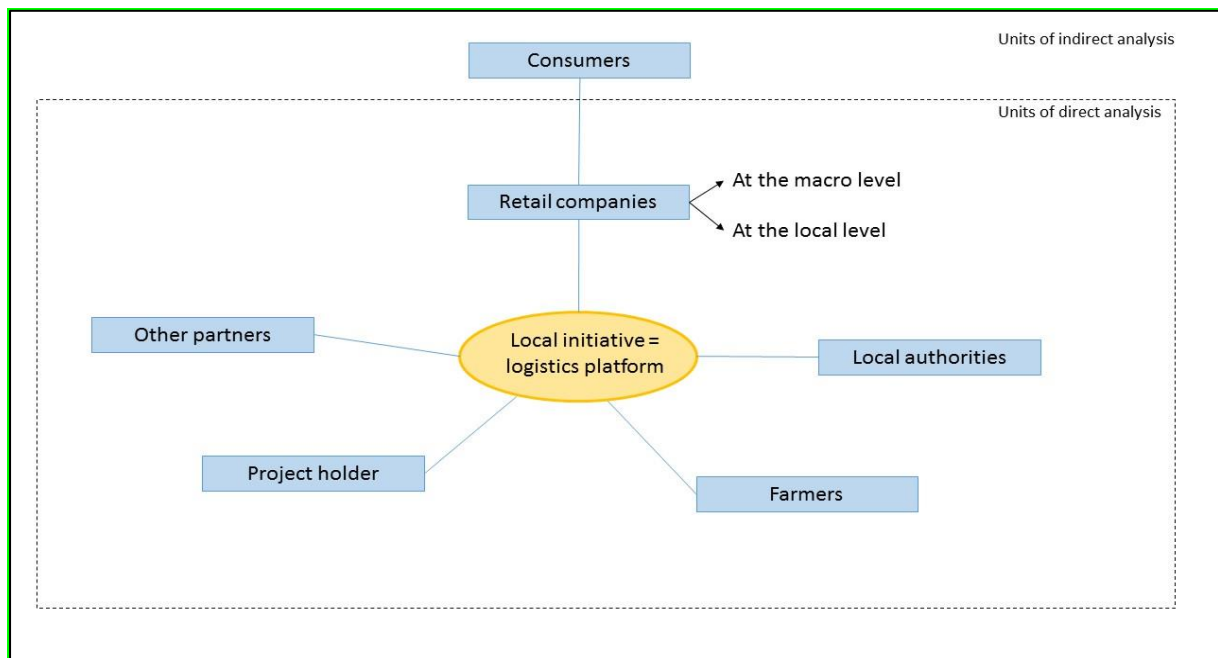 Units of indirect analysis
Consumers
Units of direct analysis
At the macro level
Retail companies
At the local level
Other partners
Local initiative =
logistics platform
Local authorities
Project holder
Farmers